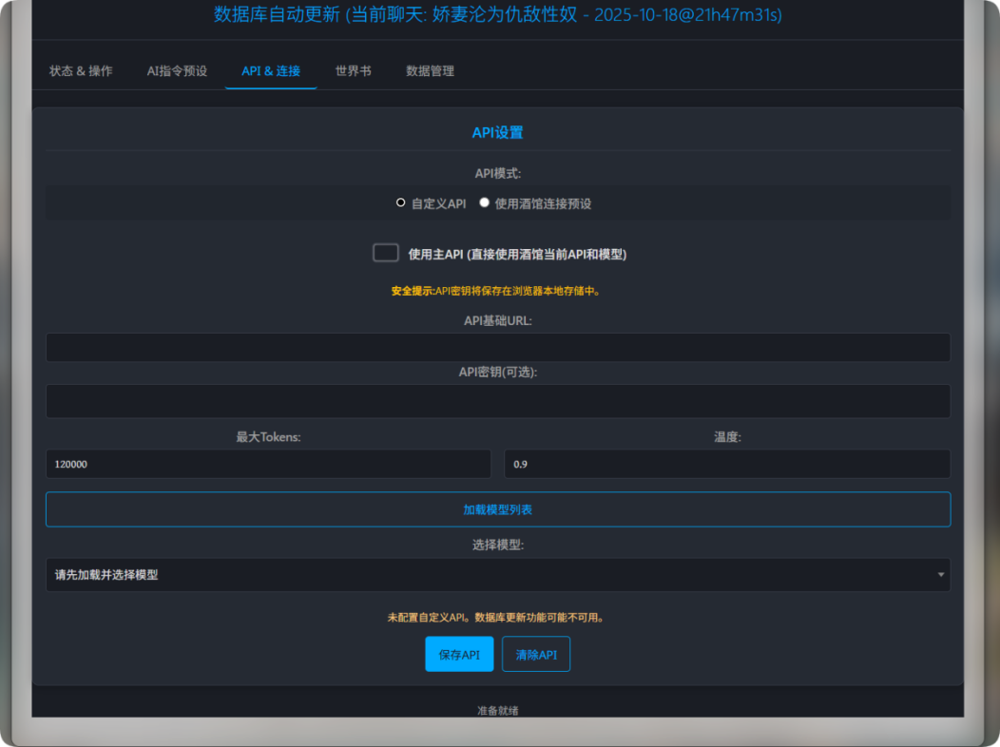 数据库自动更新 (当前聊天: 娇妻沦为仇敌性奴 - 2025-10-18@21h47m31s)
状态 & 操作 AI指令预设 API & 连接 世界书 数据管理
API设置
API模式:
自定义API 使用酒馆连接预设
使用主API (直接使用酒馆当前API和模型)
安全提示:API密钥将保存在浏览器本地存储中。
API基础URL:
API密钥(可选):
最大Tokens: 温度:
120000 0.9
加载模型列表
选择模型:
请先加载并选择模型
未配置自定义API。数据库更新功能可能不可用。
保存API 清除API
准备就绪